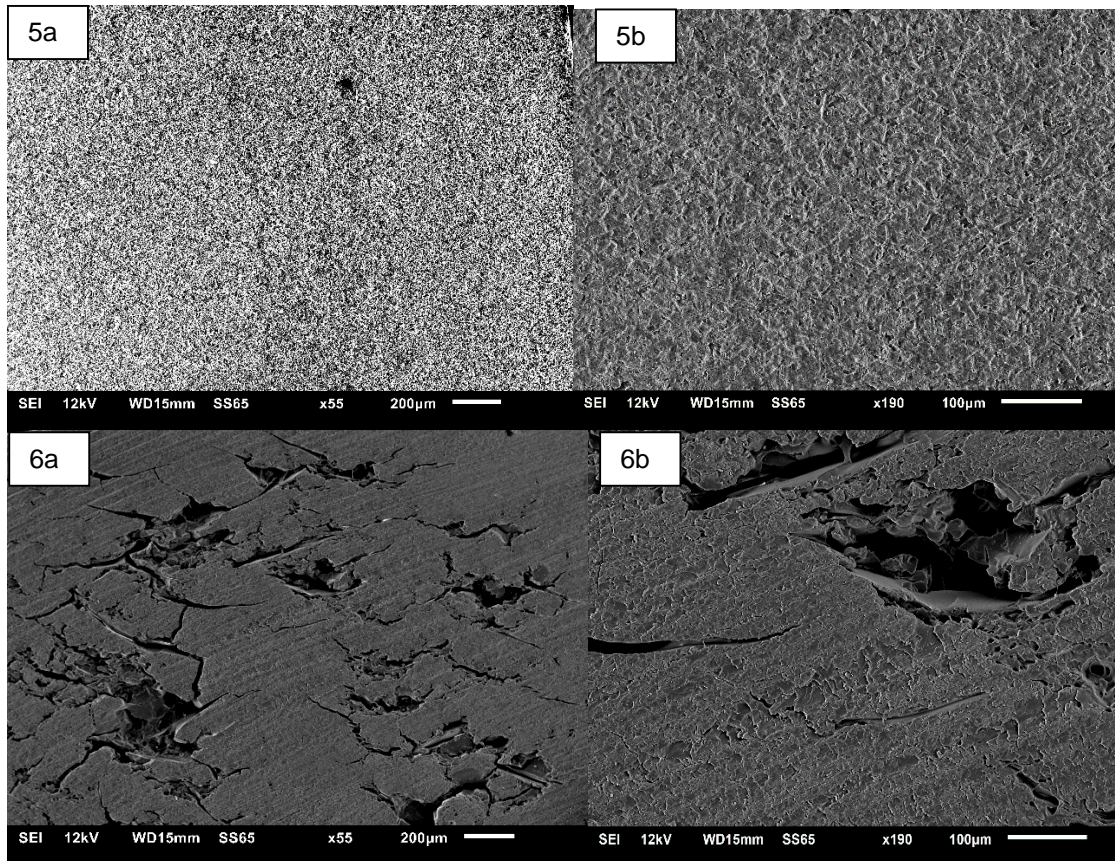 5a
5b
SEI 12kV WD15mm SS65 x55 200µm
SEI 12kV WD15mm SS65 x190 100µm
6a
6b
SEI 12kV WD15mm SS65 x55 200µm
SEI 12kV WD15mm SS65 x190 100µm